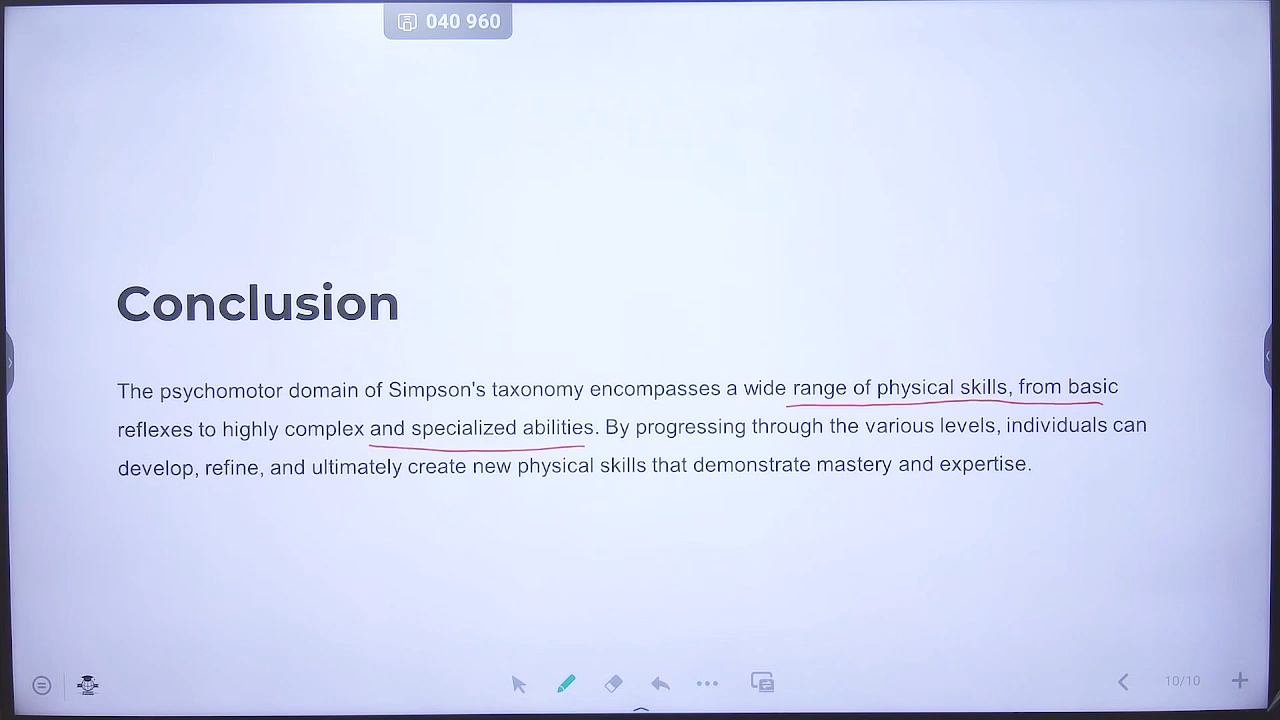 040 960
Conclusion
The psychomotor domain of Simpson's taxonomy encompasses a wide range of physical skills, from basic
reflexes to highly complex and specialized abilities. By progressing through the various levels, individuals can
develop, refine, and ultimately create new physical skills that demonstrate mastery and expertise.
10/10